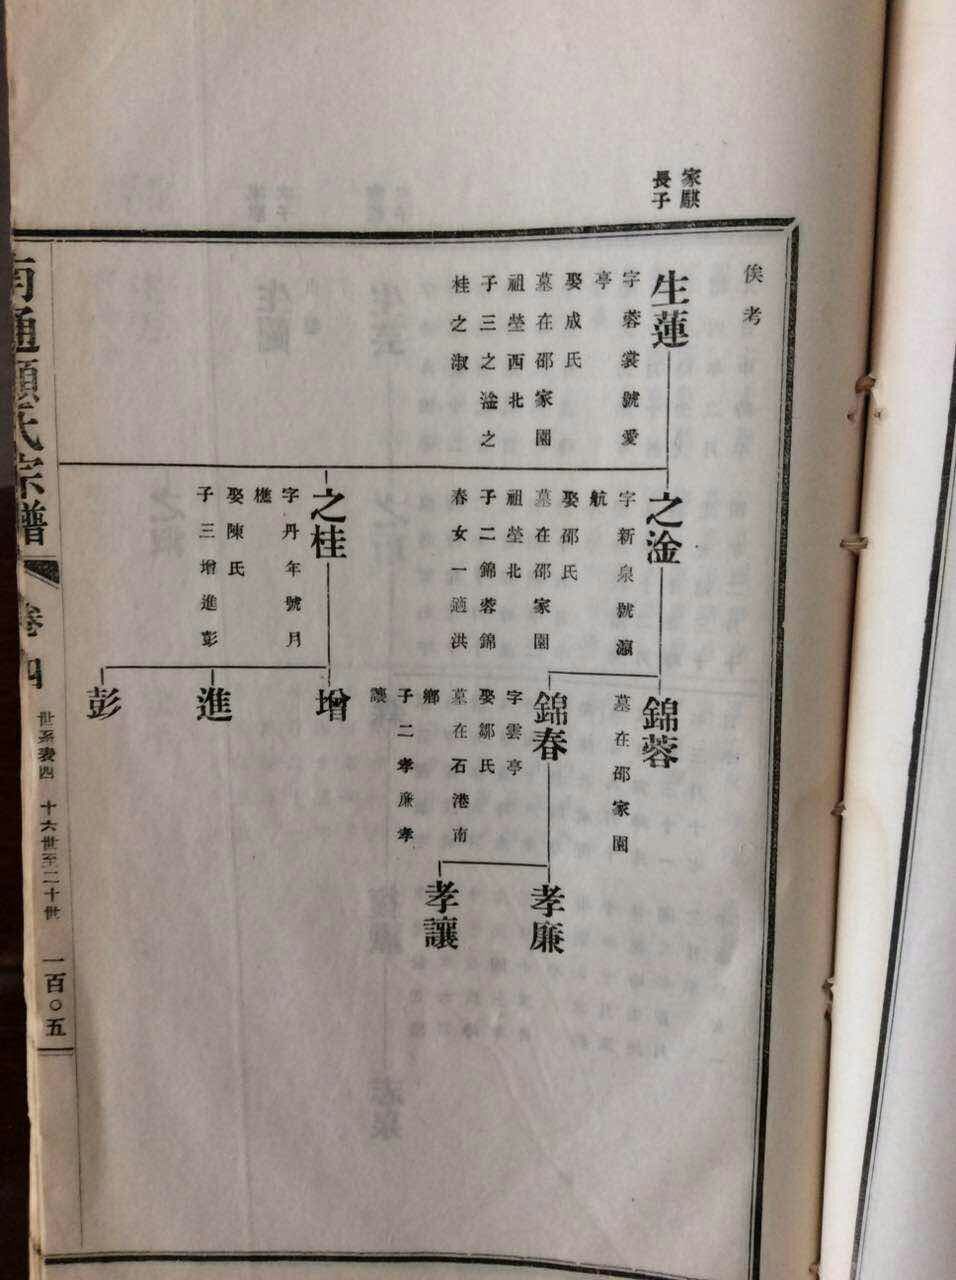 家騏
長子
俟考
生蓮
字蓉裳號愛
亭
娶成氏
墓在邵家園
祖塋西北
子三之淦之
桂之淑
之淦
字新泉號瀛
航
娶邵氏
墓在邵家園
祖塋北
子二錦蓉錦
春女一適洪
之桂
字丹年號月
樵
娶陳氏
子三增進彭
錦蓉
墓在邵家園
錦春
字雲亭
娶鄒氏
墓在石港南
鄉
子二孝廉孝
讓
增
進
彭
孝廉
孝讓
南通顧氏宗譜
卷四
世系表四 十六世至二十世
一百〇五